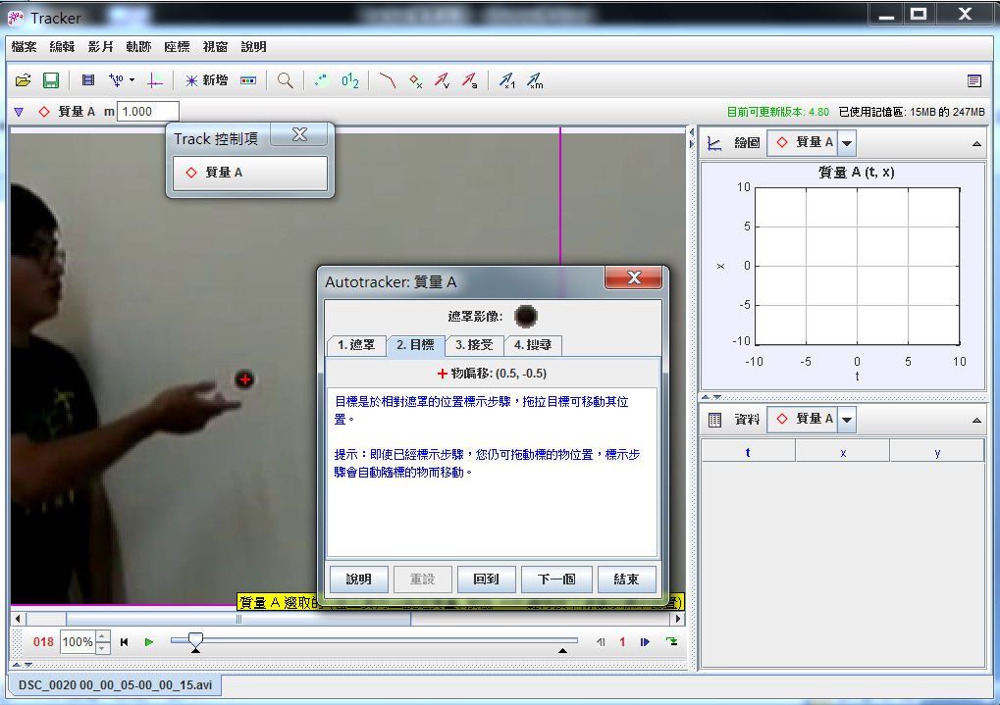 Tracker
檔案 編輯 影片 軌跡 座標 視窗 說明
新增
質量 A m 1.000
目前可更新版本: 4.80 已使用記憶區: 15MB 的 247MB
Track 控制項
質量 A
繪圖 質量 A
質量 A (t, x)
10
5
0
-5
-10
x
-10 -5 0 5 10
t
Autotracker: 質量 A
遮罩影像:
1.遮罩 2.目標 3.接受 4.搜尋
物偏移: (0.5, -0.5)
目標是於相對遮罩的位置標示步驟，拖拉目標可移動其位
置。
提示：即使已經標示步驟，您仍可拖動標的物位置，標示步
驟會自動隨標的物而移動。
說明 重設 回到 下一個 結束
資料 質量 A
t x y
質量 A 選取的
018 100% 1
DSC_0020 00_00_05-00_00_15.avi